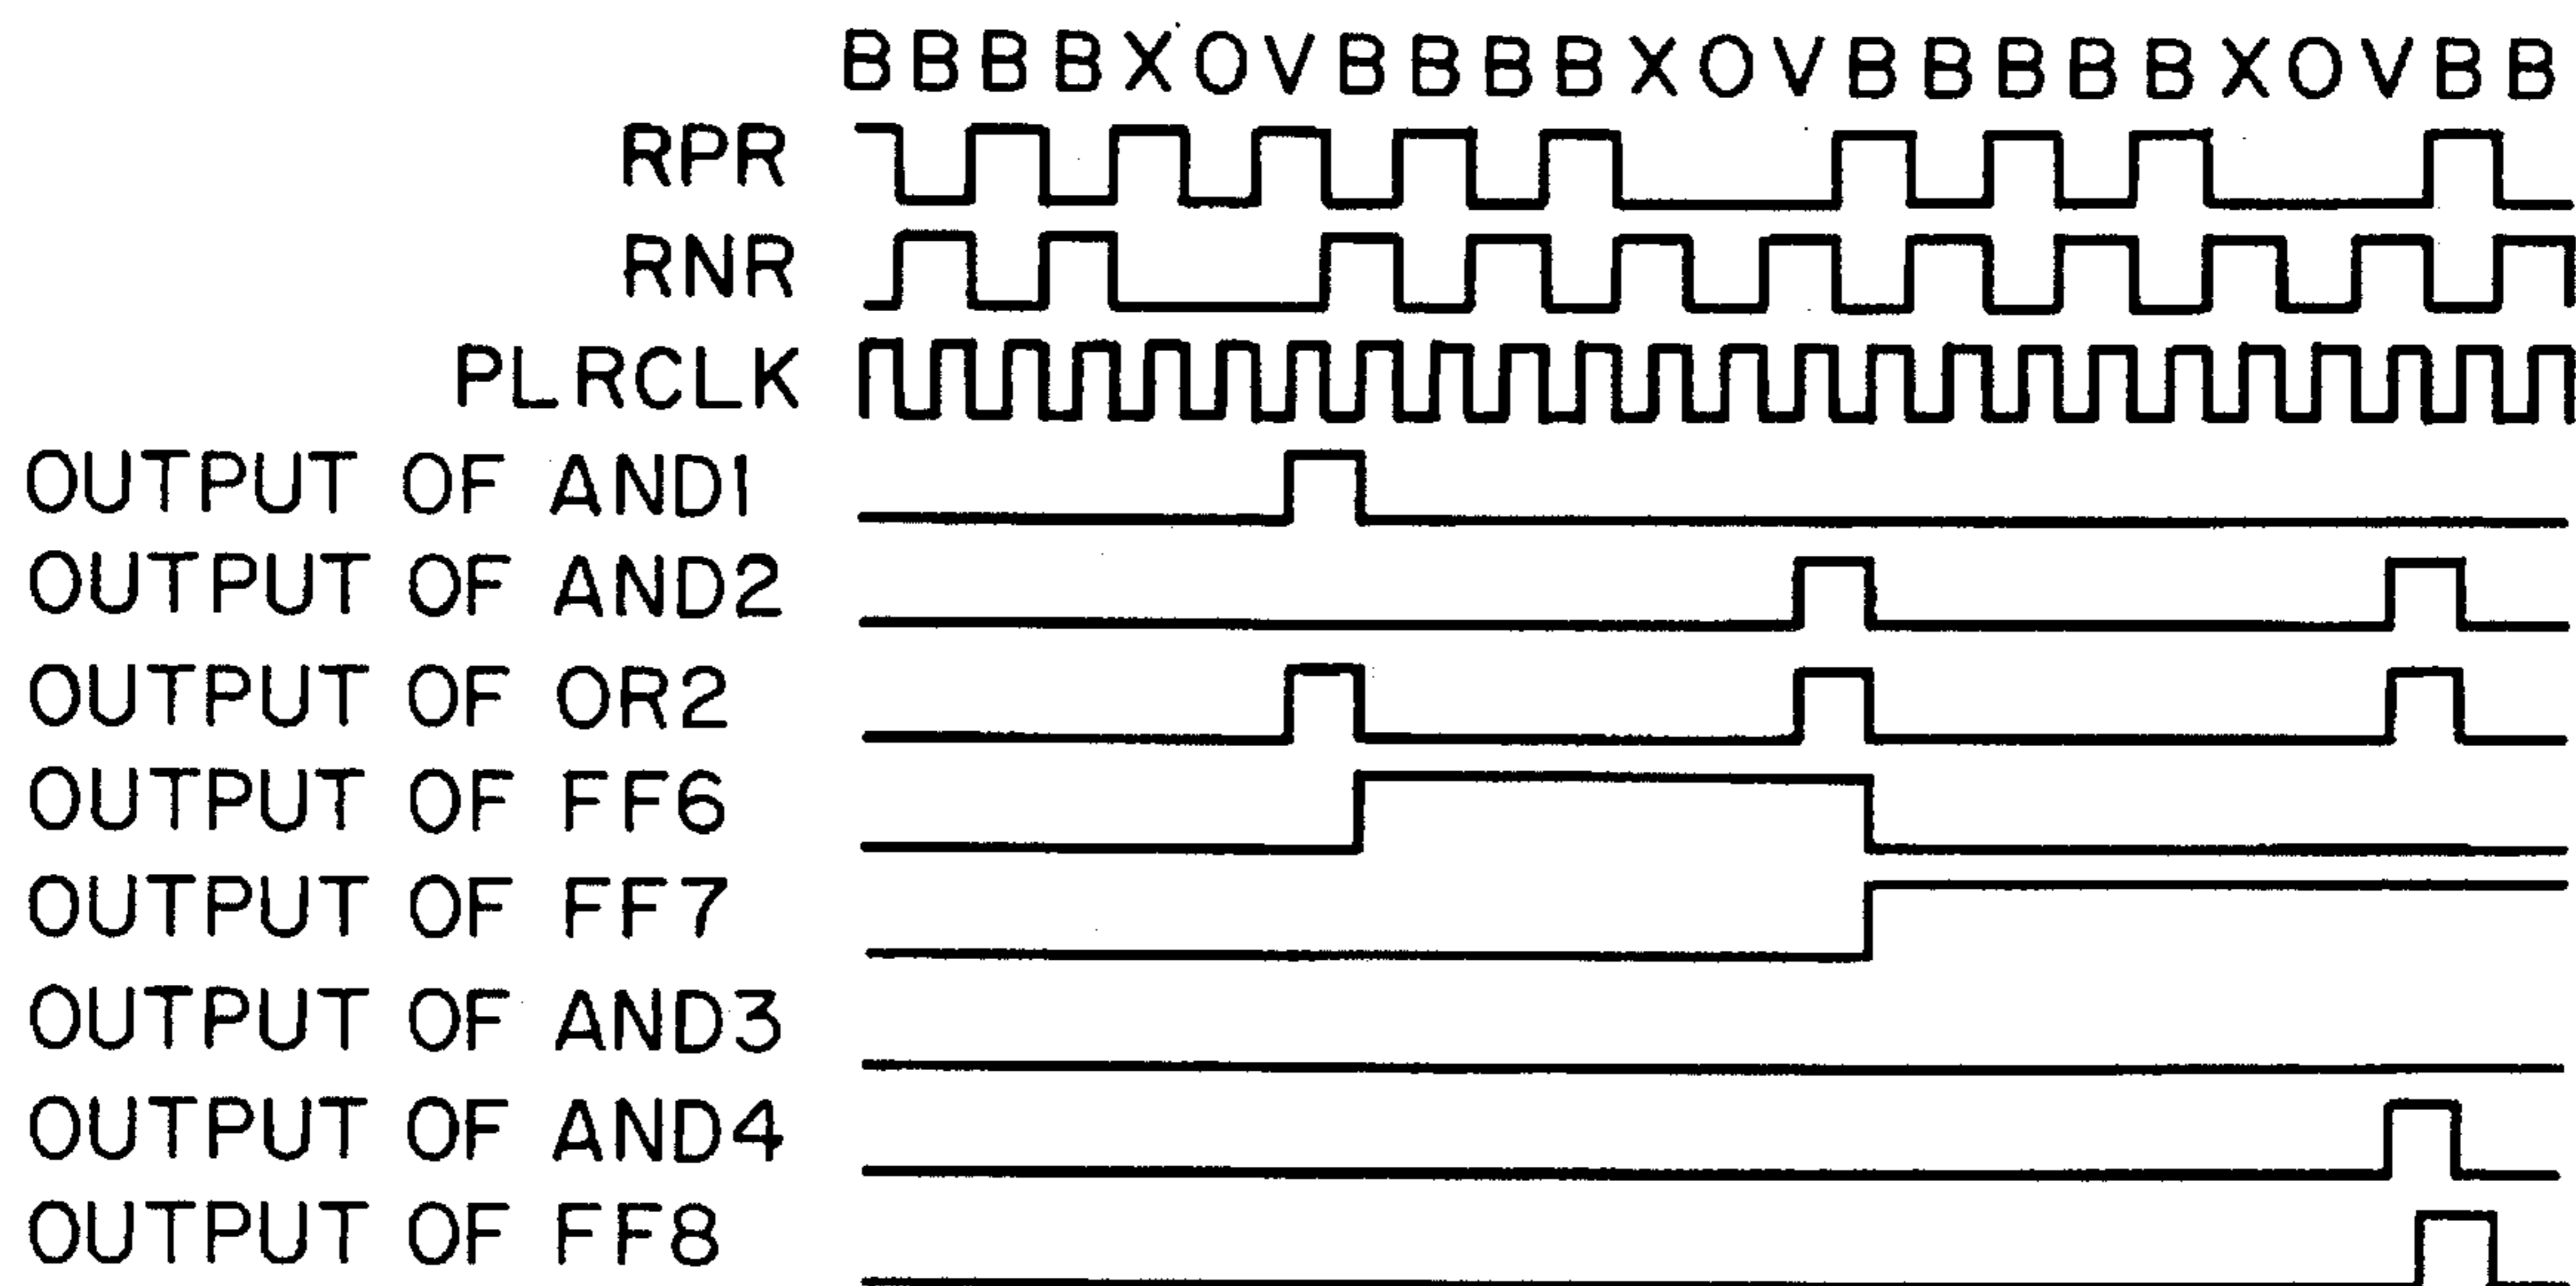 BBBBXOVBBBBXOVBBBBBXOVBB
RPR
RNR
PLRCLK
OUTPUT OF AND1
OUTPUT OF AND2
OUTPUT OF OR2
OUTPUT OF FF6
OUTPUT OF FF7
OUTPUT OF AND3
OUTPUT OF AND4
OUTPUT OF FF8